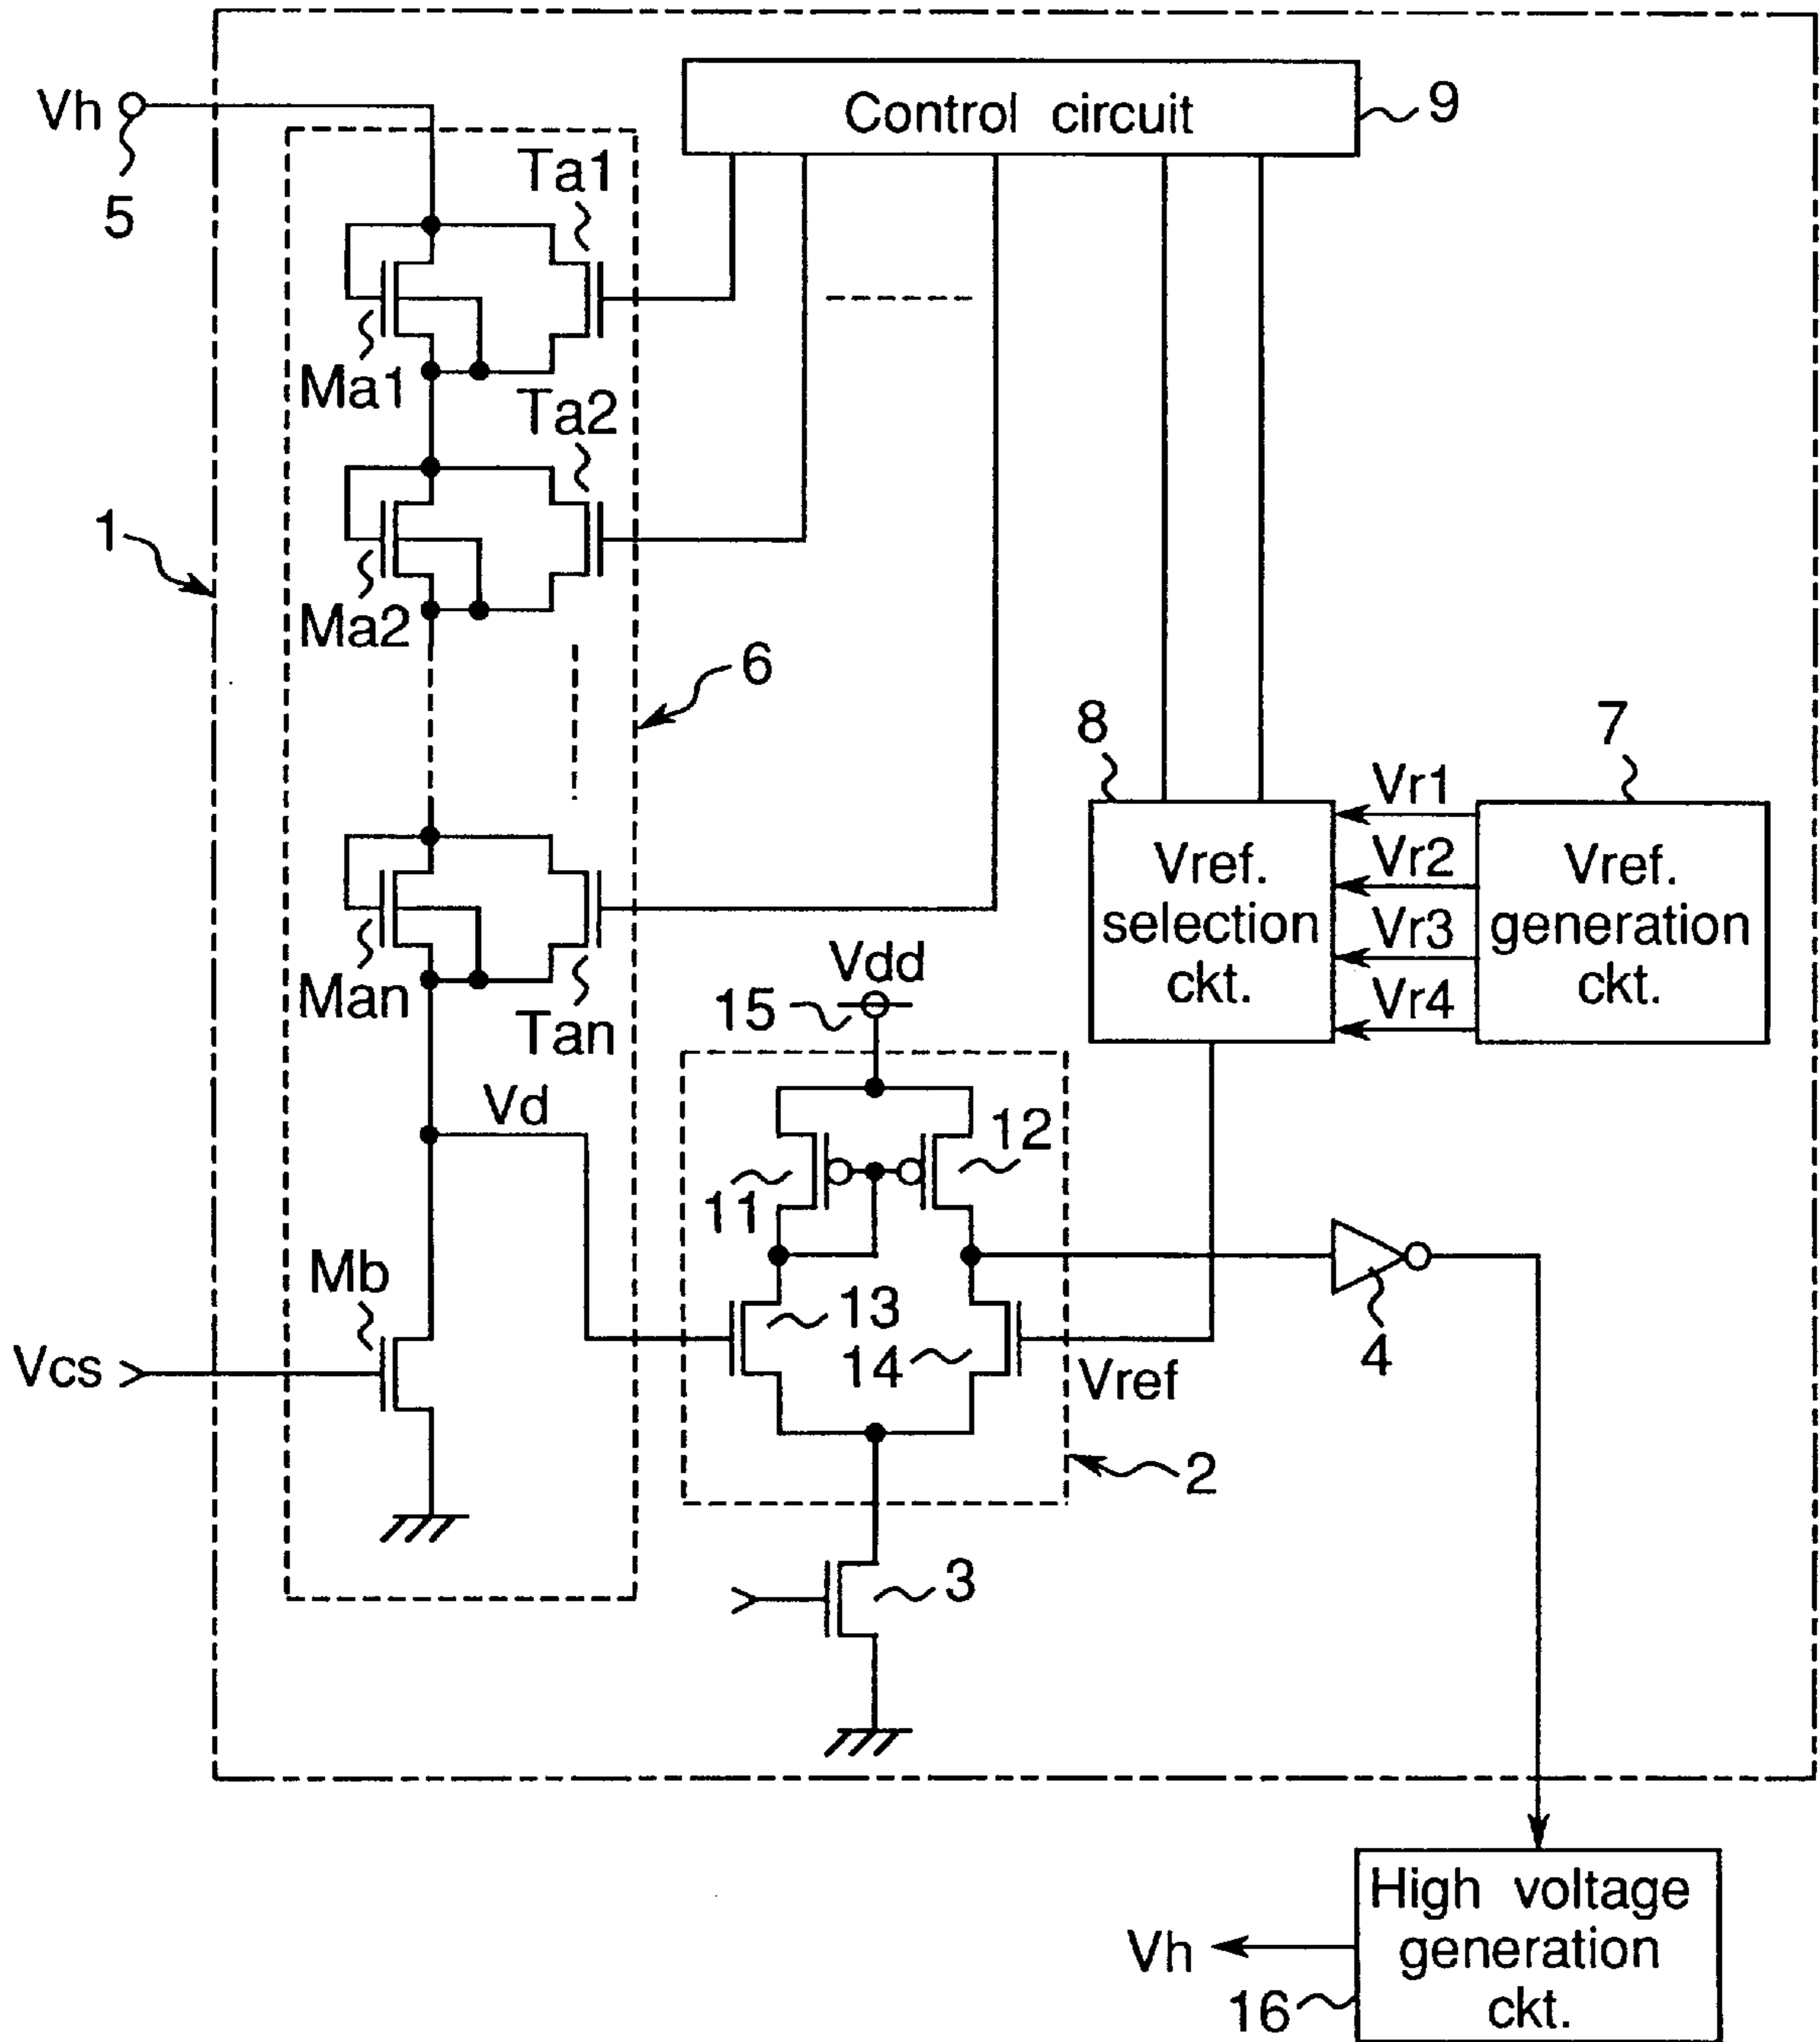 Control circuit
9
Vh
5
Ta1
Ma1
Ta2
1
Ma2
6
8
7
Vr1
Vr2
Vr3
Vr4
Vref.
selection
ckt.
Vref.
generation
ckt.
Man
Tan
Vdd
15
Vd
12
11
Mb
13
14
4
Vcs
Vref
2
3
High voltage
generation
ckt.
Vh
16